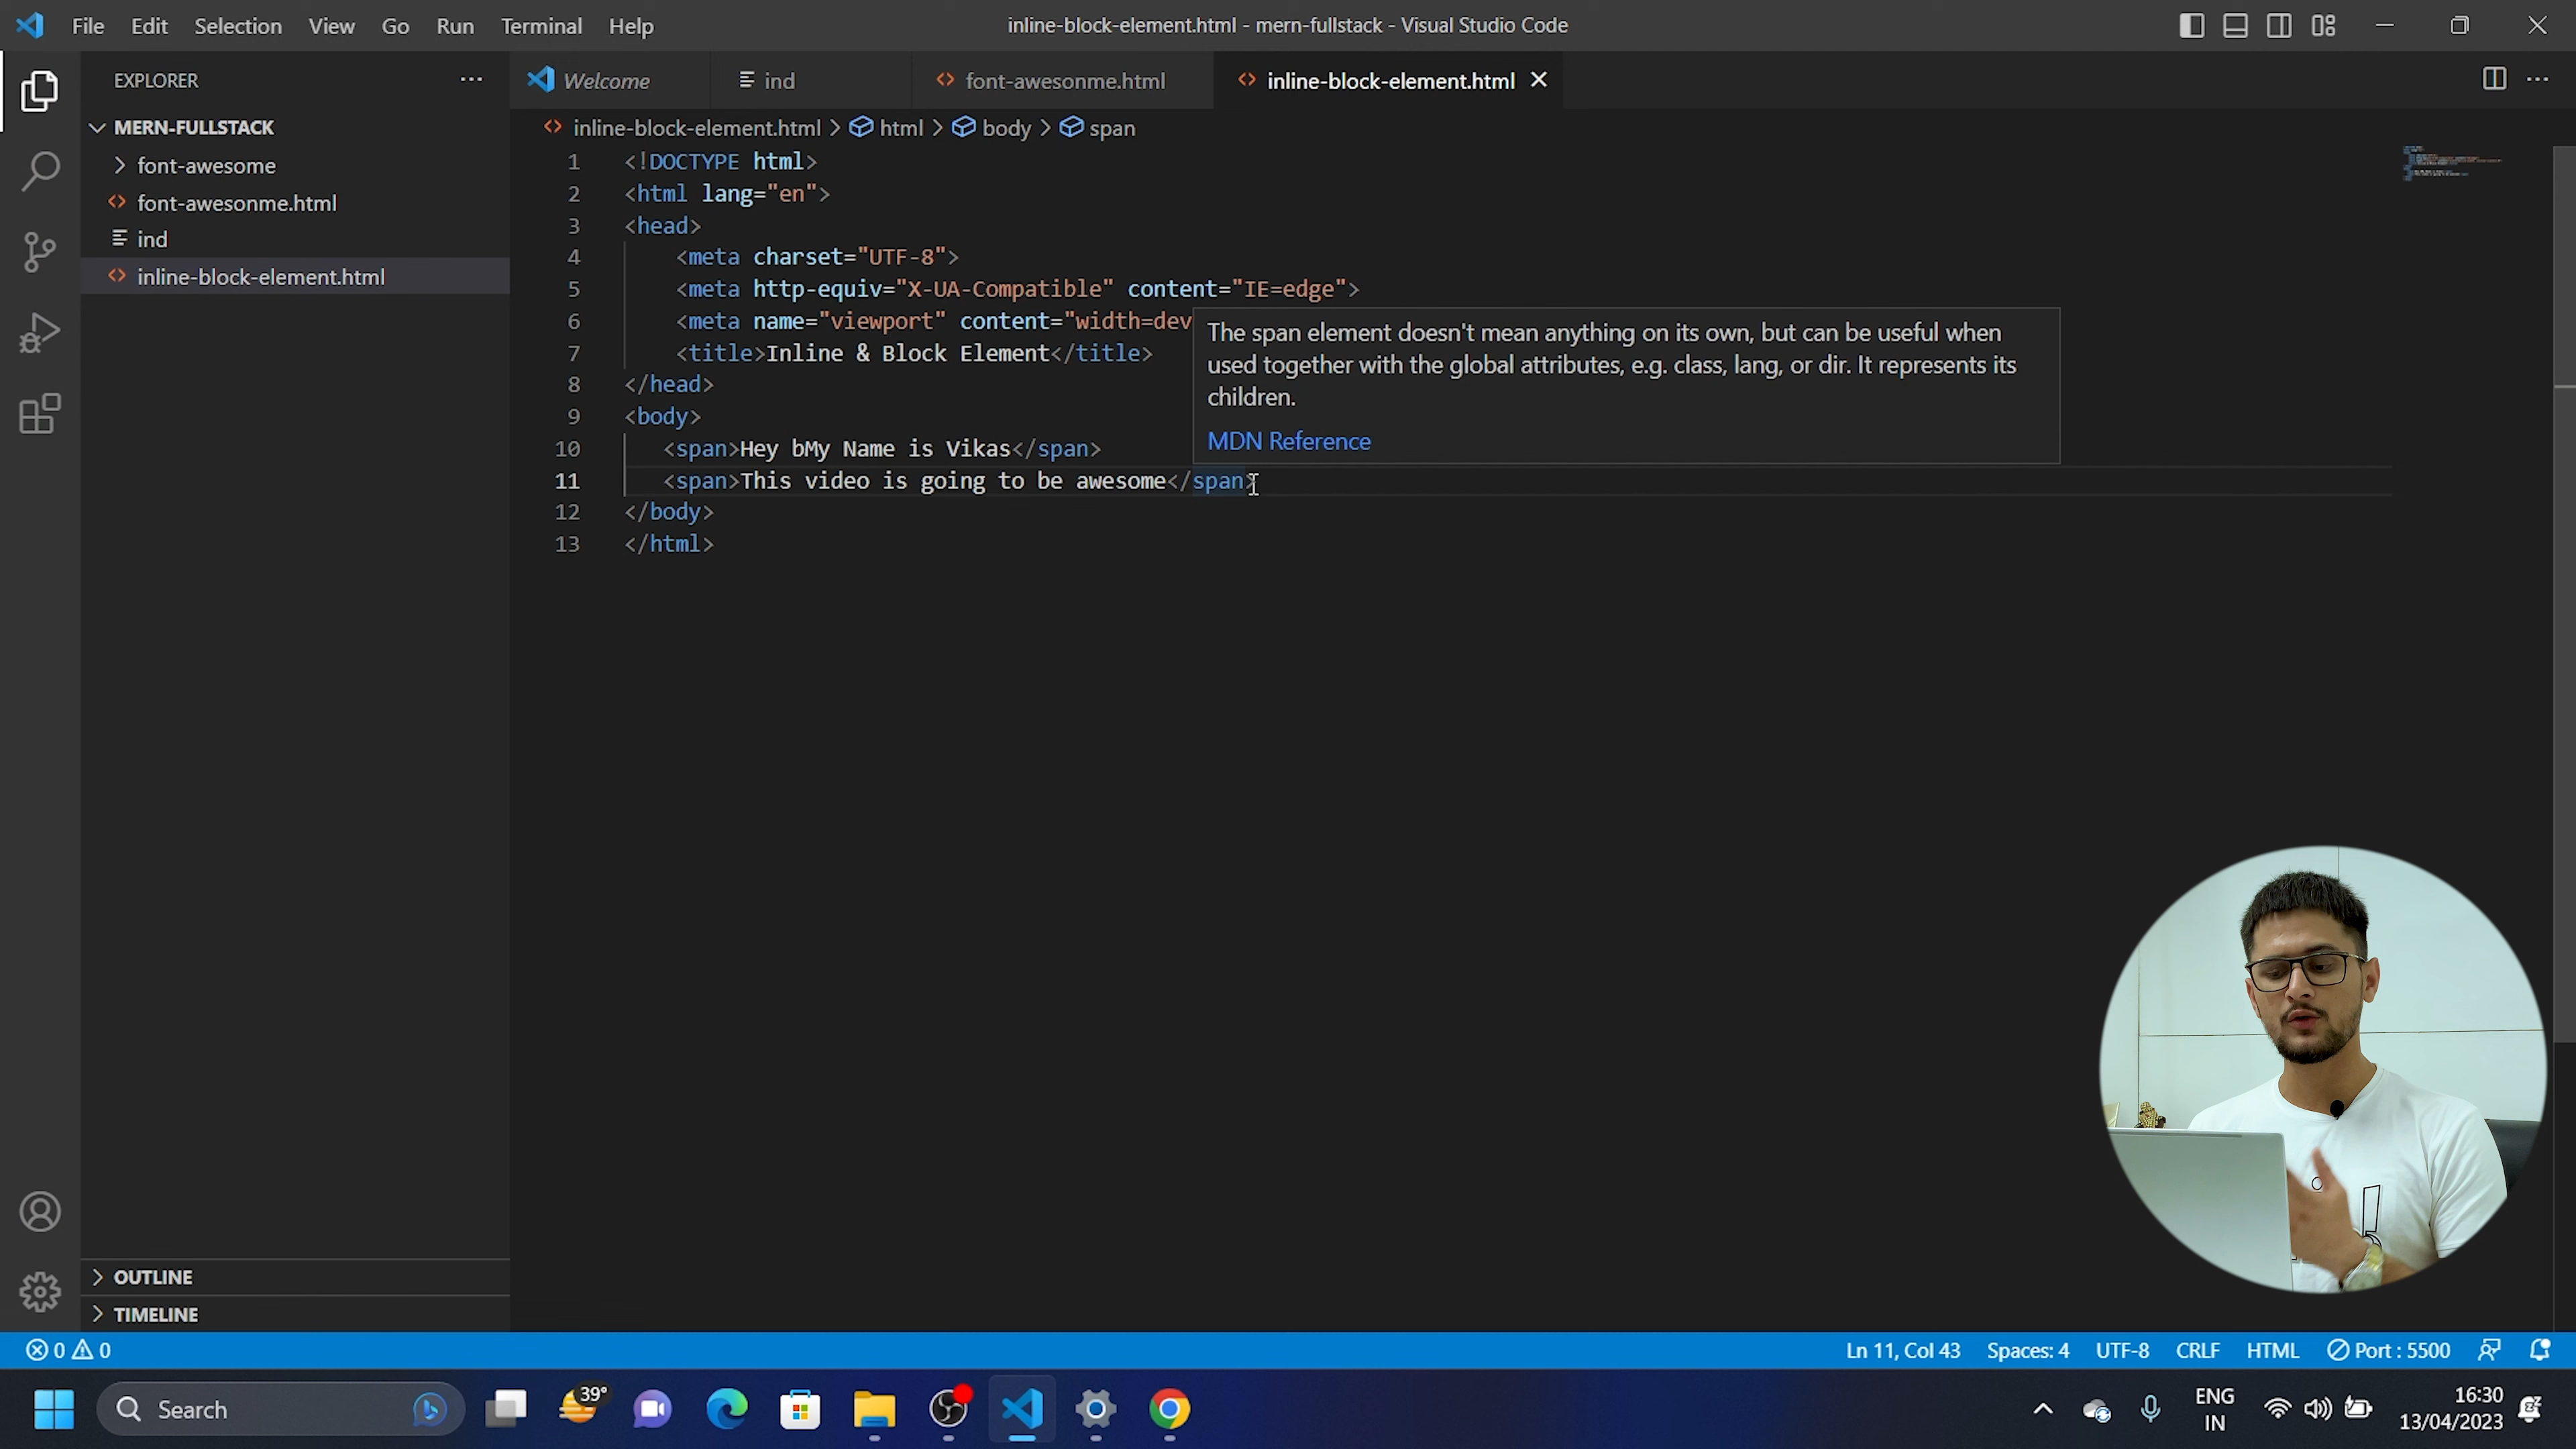 File Edit Selection View Go Run Terminal Help
inline-block-element.html - mern-fullstack - Visual Studio Code
EXPLORER
MERN-FULLSTACK
font-awesome
font-awesonme.html
ind
inline-block-element.html
OUTLINE
TIMELINE
Welcome ind font-awesonme.html inline-block-element.html
inline-block-element.html > html > body > span
1 <!DOCTYPE html>
2 <html lang="en">
3 <head>
4 <meta charset="UTF-8">
5 <meta http-equiv="X-UA-Compatible" content="IE=edge">
6 <meta name="viewport" content="width=dev
7 <title>Inline & Block Element</title>
8 </head>
9 <body>
10 <span>Hey bMy Name is Vikas</span>
11 <span>This video is going to be awesome</span>
12 </body>
13 </html>
The span element doesn't mean anything on its own, but can be useful when
used together with the global attributes, e.g. class, lang, or dir. It represents its
children.
MDN Reference
0 0 Ln 11, Col 43 Spaces: 4 UTF-8 CRLF HTML Port : 5500
Search 39° ENG
IN
16:30
13/04/2023